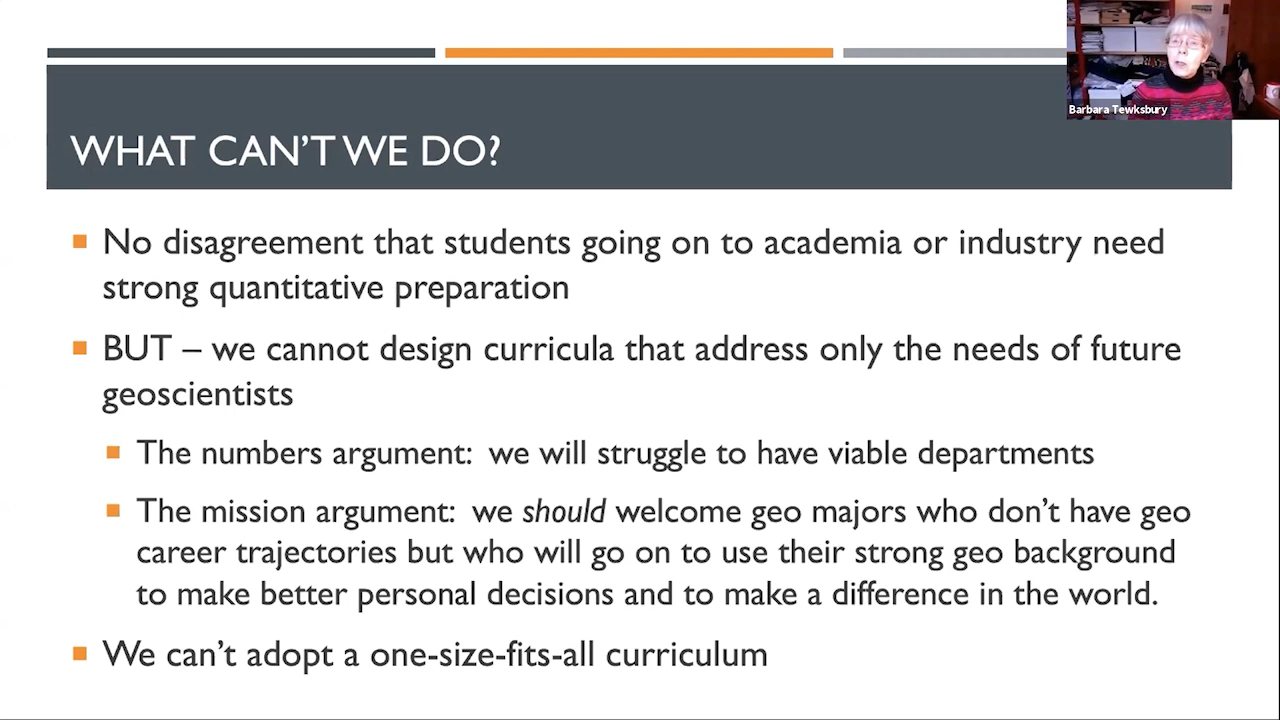 Barbara Tewksbury
WHAT CAN'T WE DO?
No disagreement that students going on to academia or industry need
strong quantitative preparation
BUT – we cannot design curricula that address only the needs of future
geoscientists
The numbers argument:  we will struggle to have viable departments
The mission argument:  we should welcome geo majors who don't have geo
career trajectories but who will go on to use their strong geo background
to make better personal decisions and to make a difference in the world.
We can't adopt a one-size-fits-all curriculum